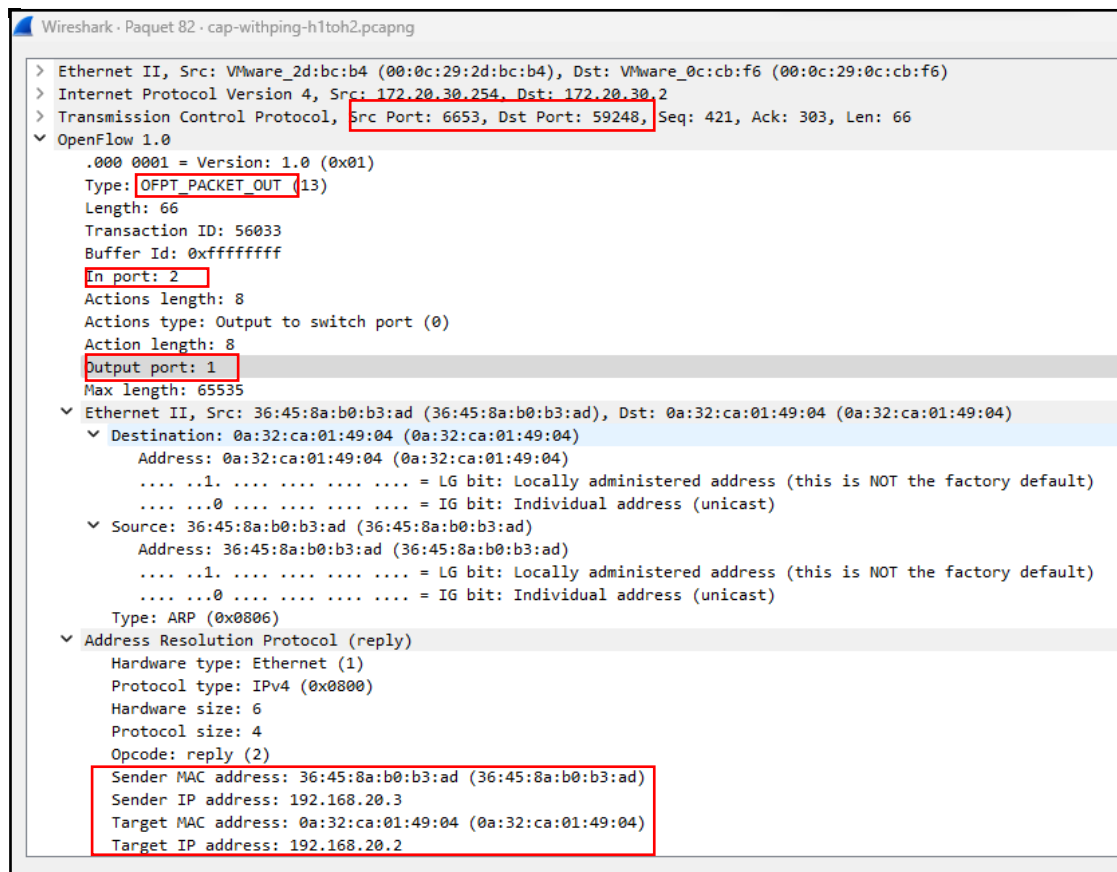 Wireshark · Paquet 82 · cap-withping-h1toh2.pcapng
> Ethernet II, Src: VMware_2d:bc:b4 (00:0c:29:2d:bc:b4), Dst: VMware_0c:cb:f6 (00:0c:29:0c:cb:f6)
> Internet Protocol Version 4, Src: 172.20.30.254, Dst: 172.20.30.2
> Transmission Control Protocol, Src Port: 6653, Dst Port: 59248, Seq: 421, Ack: 303, Len: 66
OpenFlow 1.0
.000 0001 = Version: 1.0 (0x01)
Type: OFPT_PACKET_OUT (13)
Length: 66
Transaction ID: 56033
Buffer Id: 0xffffffff
In port: 2
Actions length: 8
Actions type: Output to switch port (0)
Action length: 8
Output port: 1
Max length: 65535
Ethernet II, Src: 36:45:8a:b0:b3:ad (36:45:8a:b0:b3:ad), Dst: 0a:32:ca:01:49:04 (0a:32:ca:01:49:04)
Destination: 0a:32:ca:01:49:04 (0a:32:ca:01:49:04)
Address: 0a:32:ca:01:49:04 (0a:32:ca:01:49:04)
.... ..1. .... .... .... .... = LG bit: Locally administered address (this is NOT the factory default)
.... ...0 .... .... .... .... = IG bit: Individual address (unicast)
Source: 36:45:8a:b0:b3:ad (36:45:8a:b0:b3:ad)
Address: 36:45:8a:b0:b3:ad (36:45:8a:b0:b3:ad)
.... ..1. .... .... .... .... = LG bit: Locally administered address (this is NOT the factory default)
.... ...0 .... .... .... .... = IG bit: Individual address (unicast)
Type: ARP (0x0806)
Address Resolution Protocol (reply)
Hardware type: Ethernet (1)
Protocol type: IPv4 (0x0800)
Hardware size: 6
Protocol size: 4
Opcode: reply (2)
Sender MAC address: 36:45:8a:b0:b3:ad (36:45:8a:b0:b3:ad)
Sender IP address: 192.168.20.3
Target MAC address: 0a:32:ca:01:49:04 (0a:32:ca:01:49:04)
Target IP address: 192.168.20.2